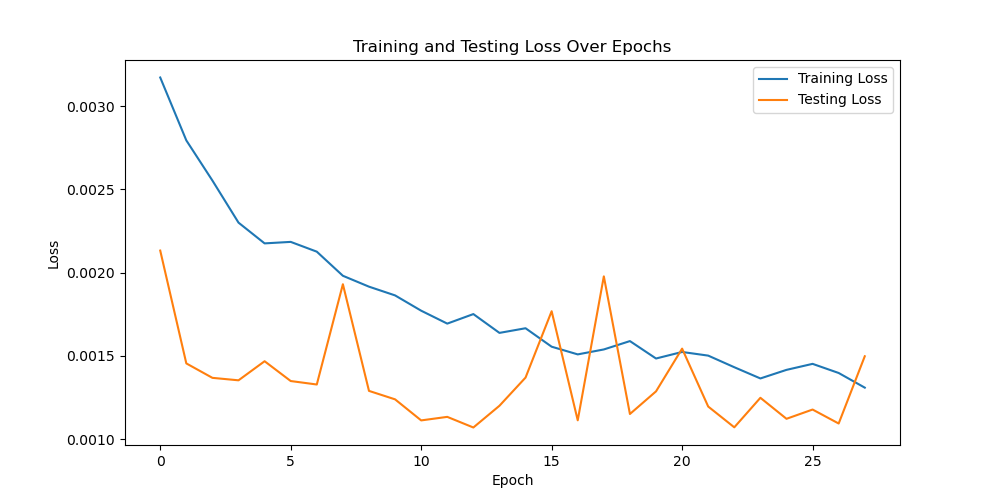 Training and Testing Loss Over Epochs
Training Loss
Testing Loss
0.0030
0.0025
0.0020
0.0015
0.0010
Loss
0 5 10 15 20 25
Epoch